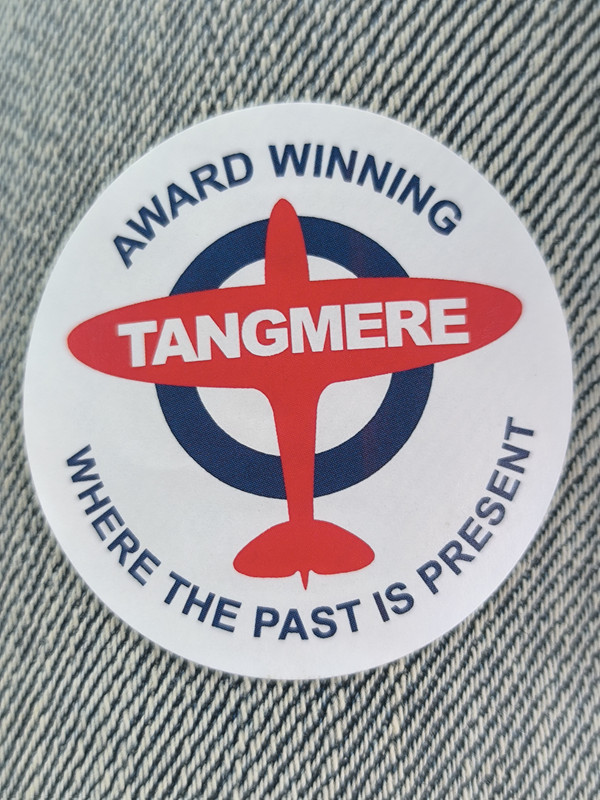 AWARD WINNING
TANGMERE
WHERE THE PAST IS PRESENT